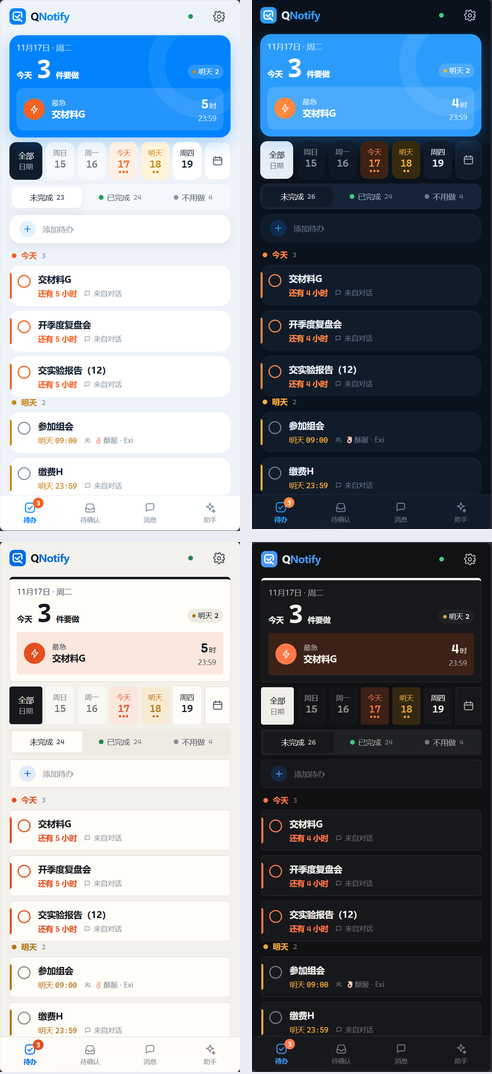 QNotify
11月17日 · 周二
今天 3 件要做
明天 2
最急
交材料G
5时
23:59
全部
日期
周日
15
周一
16
今天
17
明天
18
周四
19
未完成 23
已完成 24
不用做 4
添加待办
今天 3
交材料G
还有 5 小时 来自对话
开季度复盘会
还有 5 小时 来自对话
交实验报告（12）
还有 5 小时 来自对话
明天 2
参加组会
明天 09:00 酥服 · Exi
缴费H
明天 23:59 来自对话
3
待办
待确认
消息
助手
QNotify
11月17日 · 周二
今天 3 件要做
明天 2
最急
交材料G
4时
23:59
全部
日期
周日
15
周一
16
今天
17
明天
18
周四
19
未完成 26
已完成 24
不用做 4
添加待办
今天 3
交材料G
还有 4 小时 来自对话
开季度复盘会
还有 4 小时 来自对话
交实验报告（12）
还有 4 小时 来自对话
明天 2
参加组会
明天 09:00 酥服 · Exi
缴费H
明天 23:59 来自对话
3
待办
待确认
消息
助手
QNotify
11月17日 · 周二
今天 3 件要做
明天 2
最急
交材料G
5时
23:59
全部
日期
周日
15
周一
16
今天
17
明天
18
周四
19
未完成 24
已完成 24
不用做 4
添加待办
今天 3
交材料G
还有 5 小时 来自对话
开季度复盘会
还有 5 小时 来自对话
交实验报告（12）
还有 5 小时 来自对话
明天 2
参加组会
明天 09:00 酥服 · Exi
缴费H
明天 23:59 来自对话
3
待办
待确认
消息
助手
QNotify
11月17日 · 周二
今天 3 件要做
明天 2
最急
交材料G
4时
23:59
全部
日期
周日
15
周一
16
今天
17
明天
18
周四
19
未完成 26
已完成 24
不用做 4
添加待办
今天 3
交材料G
还有 4 小时 来自对话
开季度复盘会
还有 4 小时 来自对话
交实验报告（12）
还有 4 小时 来自对话
明天 2
参加组会
明天 09:00 酥服 · Exi
缴费H
明天 23:59 来自对话
3
待办
待确认
消息
助手